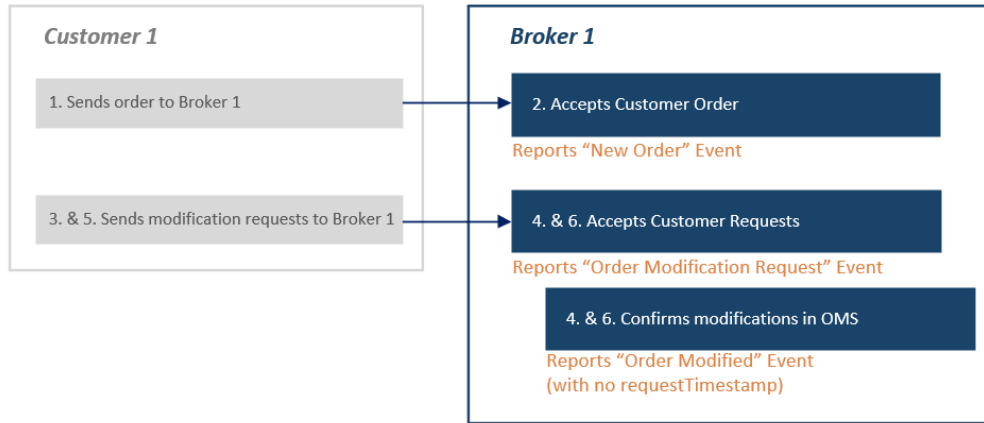 Customer 1
1. Sends order to Broker 1
3. & 5. Sends modification requests to Broker 1
Broker 1
2. Accepts Customer Order
Reports “New Order” Event
4. & 6. Accepts Customer Requests
Reports “Order Modification Request” Event
4. & 6. Confirms modifications in OMS
Reports “Order Modified” Event
(with no requestTimestamp)